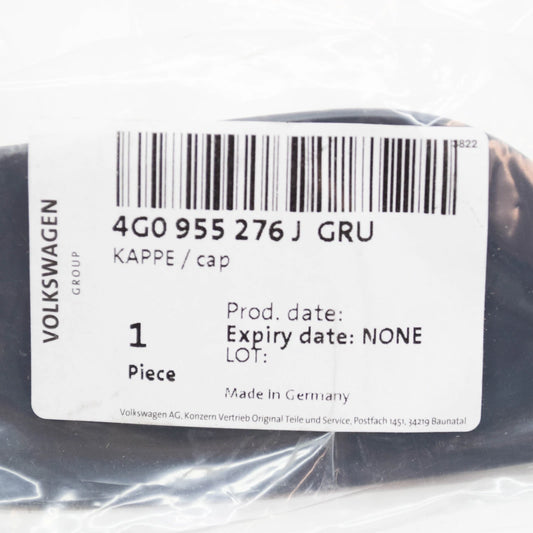 3822
VOLKSWAGEN
GROUP
4G0 955 276 J GRU
KAPPE / cap
1
Piece
Prod. date:
Expiry date: NONE
LOT:
Made In Germany
Volkswagen AG, Konzern Vertrieb Original Teile und Service, Postfach 1451, 34219 Baunatal